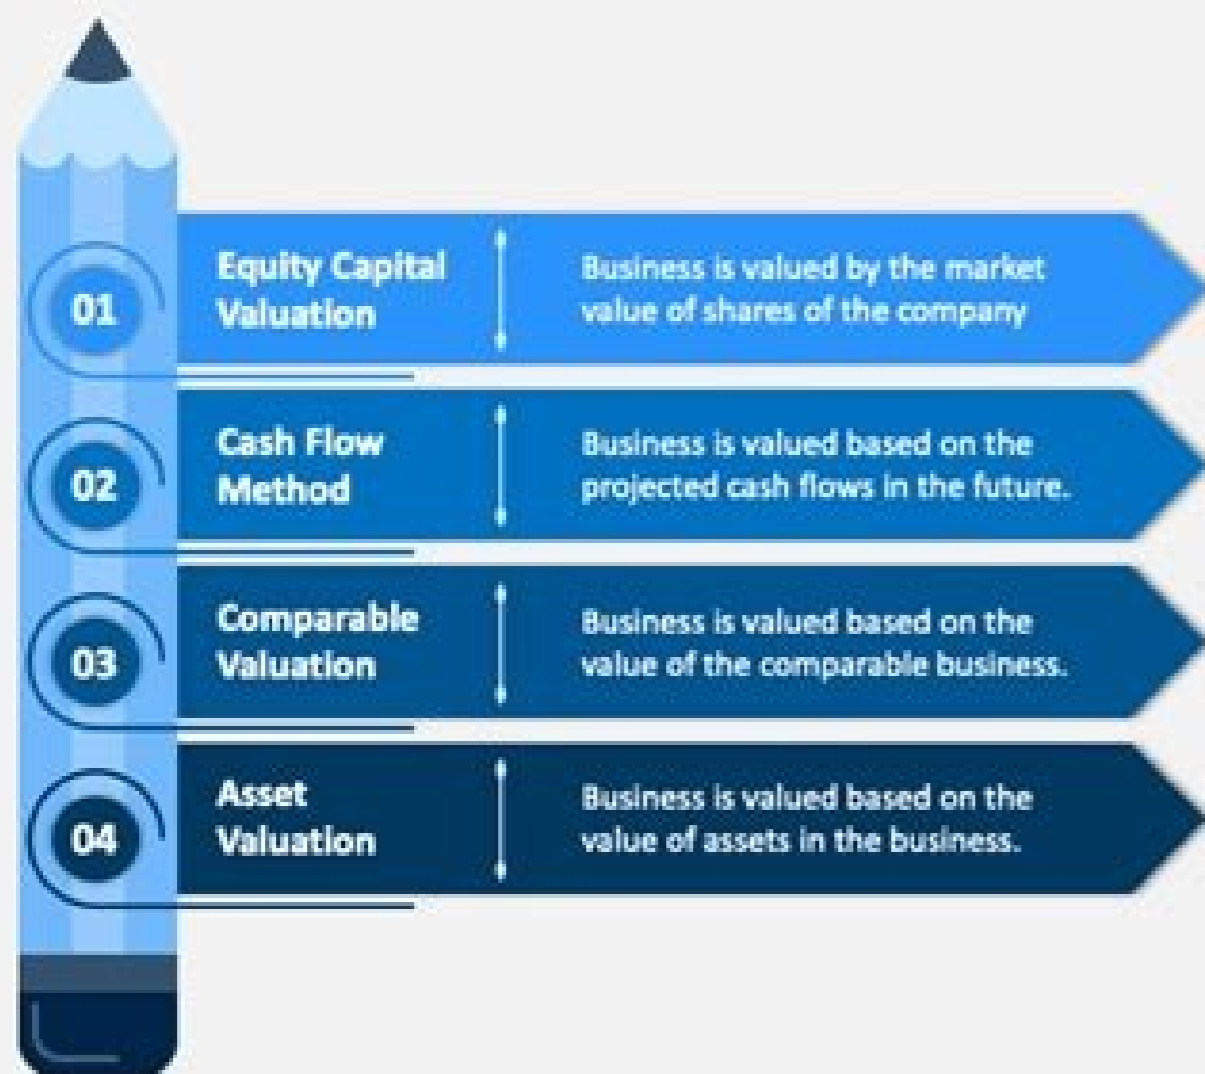 01
Equity Capital
Valuation
Business is valued by the market
value of shares of the company
02
Cash Flow
Method
Business is valued based on the
projected cash flows in the future.
03
Comparable
Valuation
Business is valued based on the
value of the comparable business.
04
Asset
Valuation
Business is valued based on the
value of assets in the business.